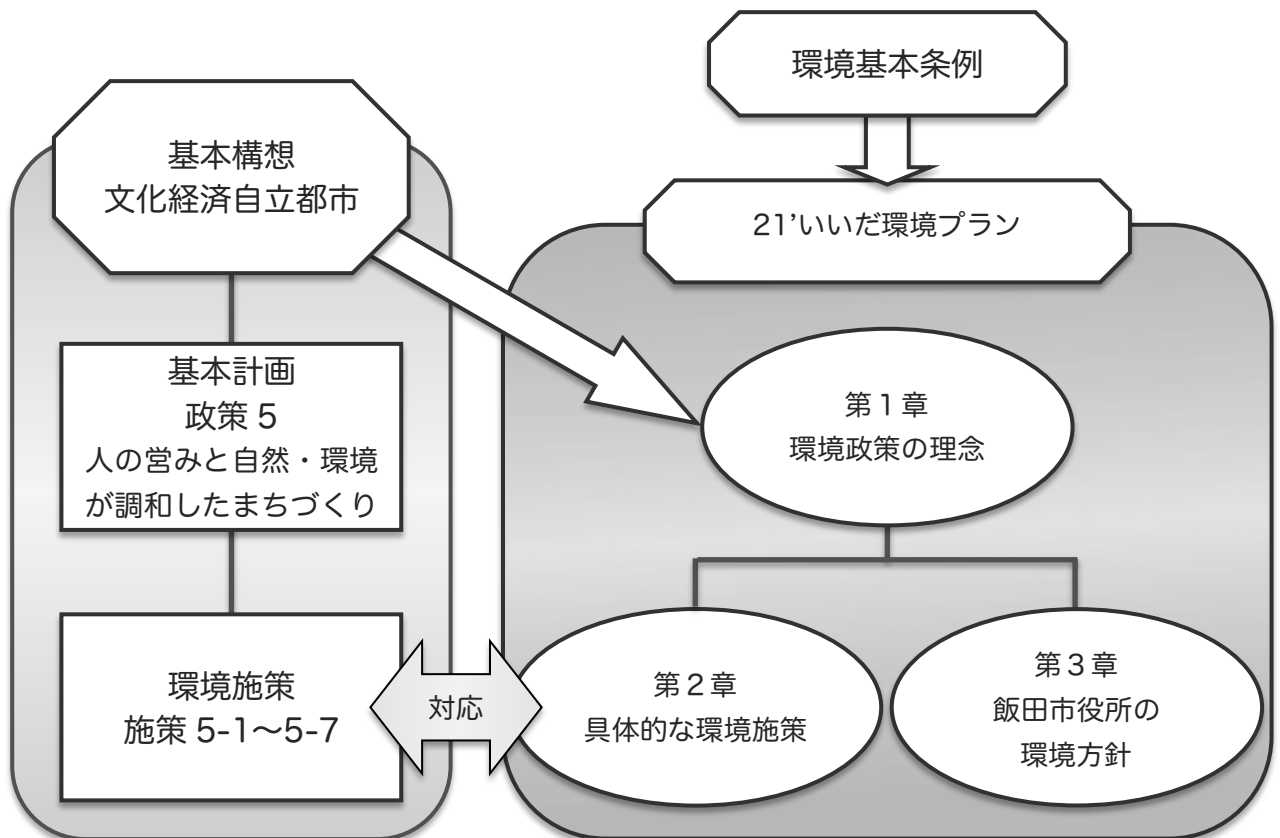 環境基本条例
基本構想
文化経済自立都市
21’いいだ環境プラン
基本計画
政策 5
人の営みと自然・環境
が調和したまちづくり
第1章
環境政策の理念
環境施策
施策 5-1～5-7
対応
第2章
具体的な環境施策
第3章
飯田市役所の
環境方針